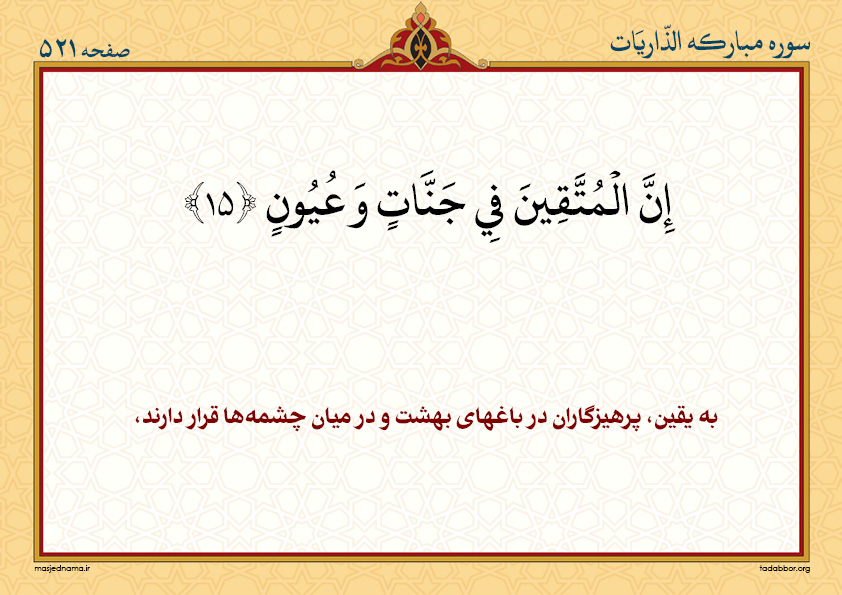 سوره مبارکه الذّاریَات
صفحه ۵۲۱
إِنَّ الْمُتَّقِينَ فِي جَنَّاتٍ وَعُيُونٍ ﴿۱۵﴾
به یقین، پرهیزگاران در باغهای بهشت و در میان چشمه‌ها قرار دارند،
masjednama.ir
tadabbor.org